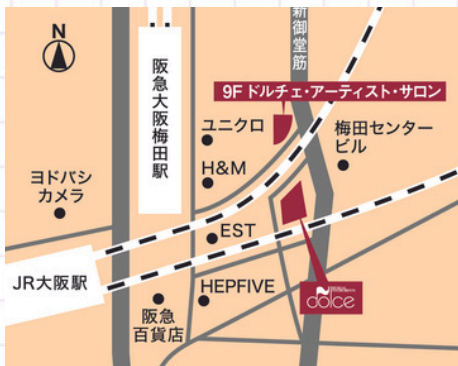 N
新御堂筋
阪急大阪梅田駅
9F ドルチェ・アーティスト・サロン
ユニクロ
梅田センター
ビル
H&M
ヨドバシ
カメラ
EST
JR大阪駅
HEPFIVE
阪急
百貨店
dolce